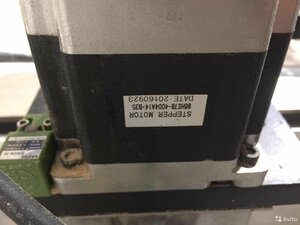 STEPPER MOTOR
86HS78-4004A14-B35
DATE:20160923
Avito